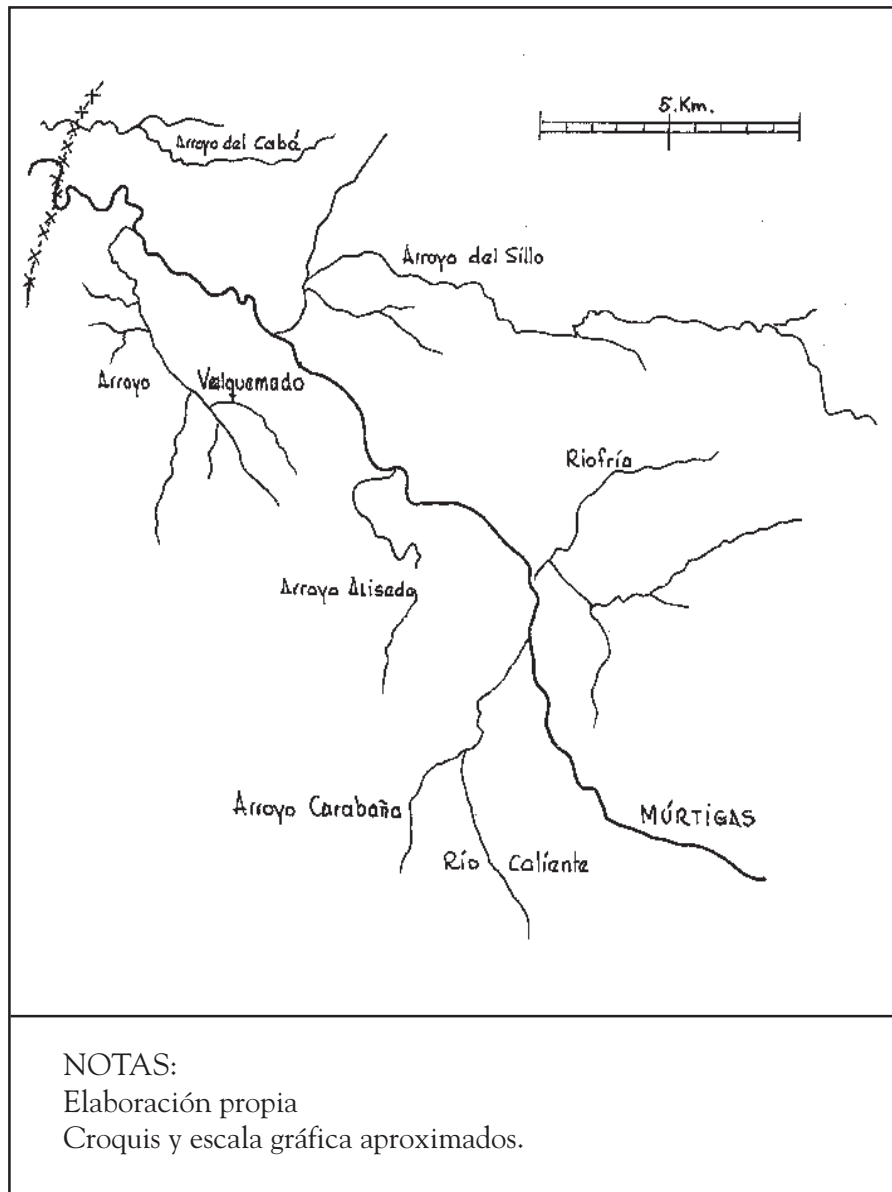 5. Km.
Arroyo del Cabá
Arroyo del Sillo
Arroyo Valquemado
Riofría
Arroyo Alisada
Arroyo Carabaña
MÚRTIGAS
Río Caliente
NOTAS:
Elaboración propia
Croquis y escala gráfica aproximados.